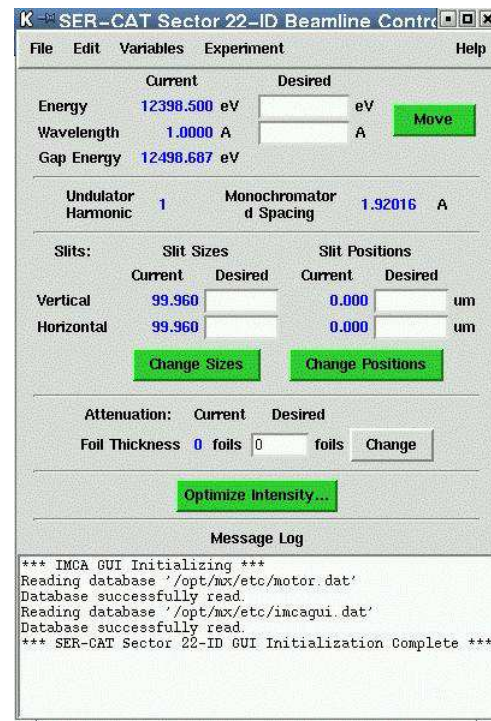 SER-CAT Sector 22-ID Beamline Contro
File Edit Variables Experiment Help
Current Desired
Energy 12398.500 eV eV
Move
Wavelength 1.0000 A A
Gap Energy 12498.687 eV
Undulator Harmonic 1 Monochromator d Spacing 1.92016 A
Slits: Slit Sizes Slit Positions
Current Desired Current Desired
Vertical 99.960 0.000 um
Horizontal 99.960 0.000 um
Change Sizes Change Positions
Attenuation: Current Desired
Foil Thickness 0 foils 0 foils Change
Optimize Intensity...
Message Log
*** IMCA GUI Initializing ***
Reading database '/opt/mx/etc/motor.dat'
Database successfully read.
Reading database '/opt/mx/etc/imcagui.dat'
Database successfully read.
*** SER-CAT Sector 22-ID GUI Initialization Complete ***